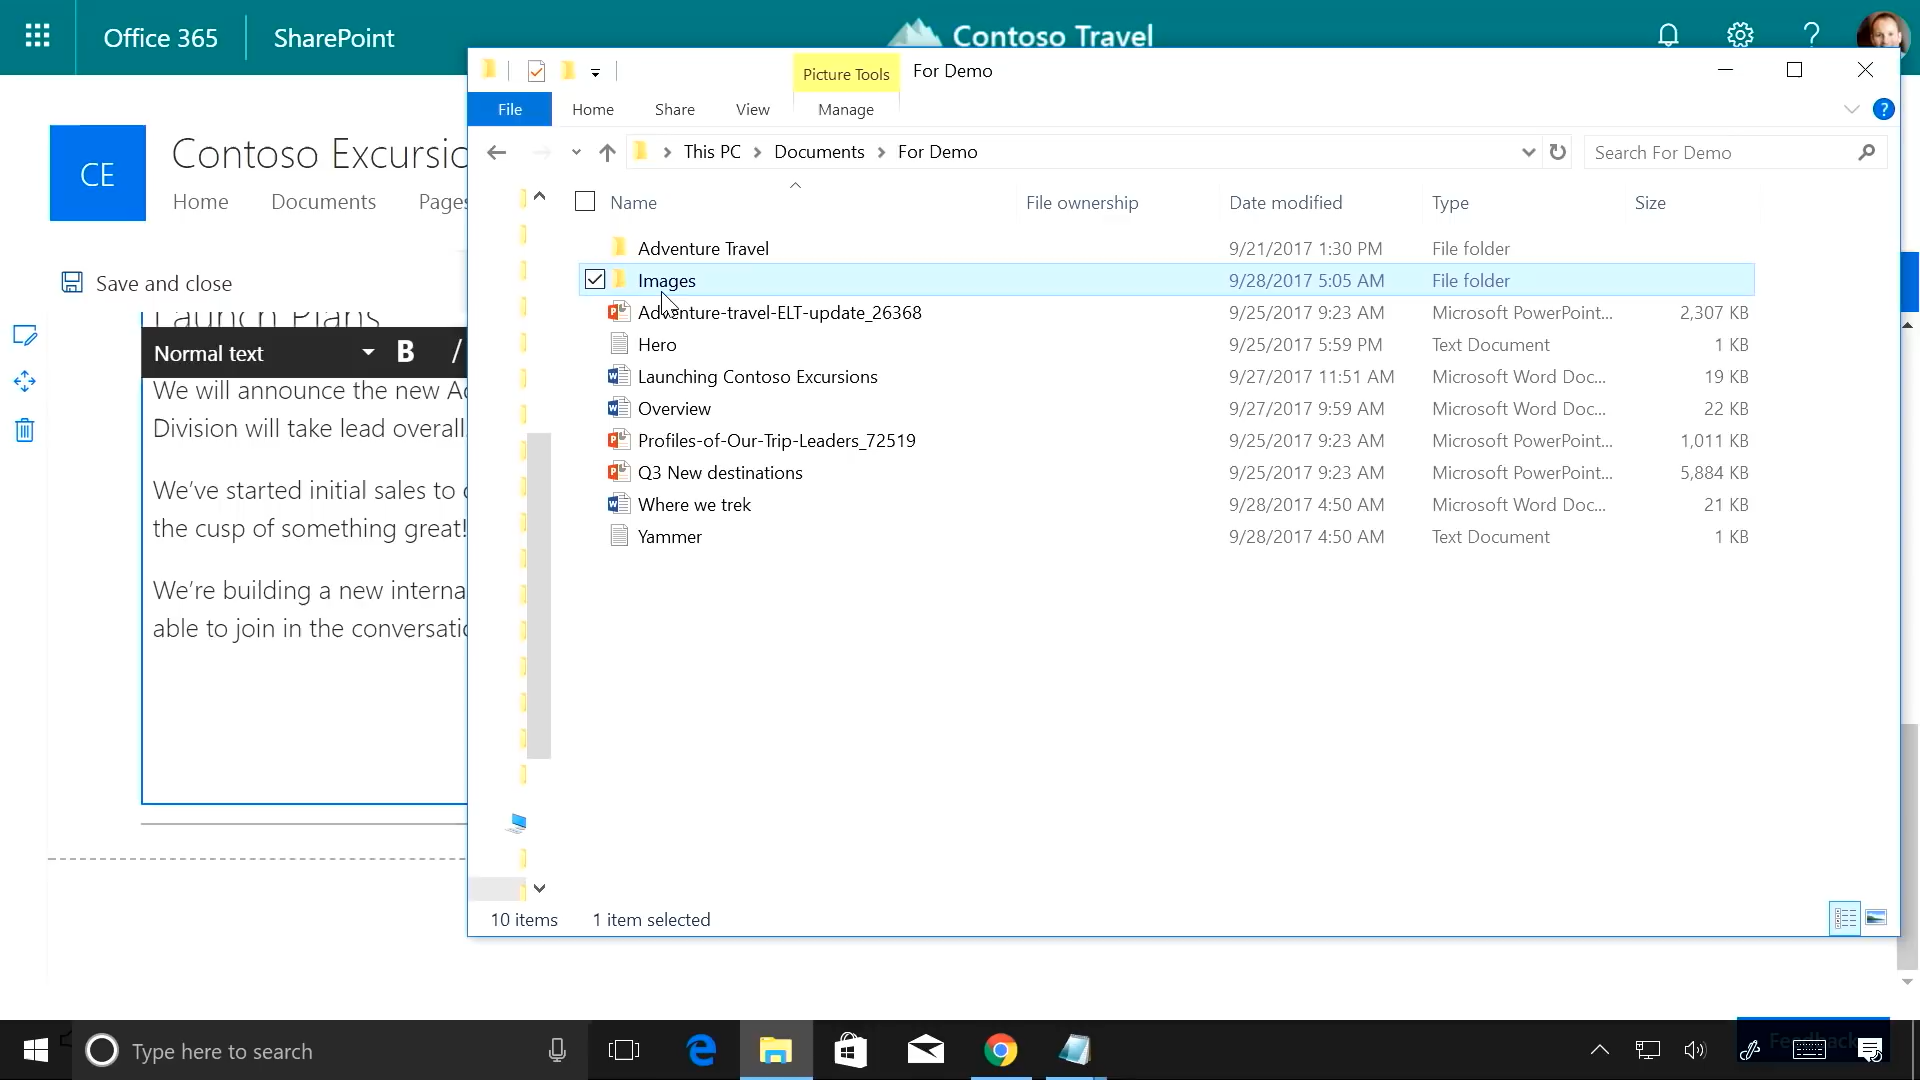 Office 365
SharePoint
Contoso Travel
Picture Tools
For Demo
File
Home
Share
View
Manage
?
This PC
Documents
For Demo
Search For Demo
CE
Contoso Excursio
Home
Documents
Pages
Save and close
Launch Plans
Normal text
B
/
We will announce the new Ad
Division will take lead overall.
We've started initial sales to c
the cusp of something great!
We're building a new interna
able to join in the conversatio
Name
File ownership
Date modified
Type
Size
Adventure Travel
9/21/2017 1:30 PM
File folder
Images
9/28/2017 5:05 AM
File folder
Adventure-travel-ELT-update_26368
9/25/2017 9:23 AM
Microsoft PowerPoint...
2,307 KB
Hero
9/25/2017 5:59 PM
Text Document
1 KB
Launching Contoso Excursions
9/27/2017 11:51 AM
Microsoft Word Doc...
19 KB
Overview
9/27/2017 9:59 AM
Microsoft Word Doc...
22 KB
Profiles-of-Our-Trip-Leaders_72519
9/25/2017 9:23 AM
Microsoft PowerPoint...
1,011 KB
Q3 New destinations
9/25/2017 9:23 AM
Microsoft PowerPoint...
5,884 KB
Where we trek
9/28/2017 4:50 AM
Microsoft Word Doc...
21 KB
Yammer
9/28/2017 4:50 AM
Text Document
1 KB
10 items
1 item selected
Type here to search
Feedback